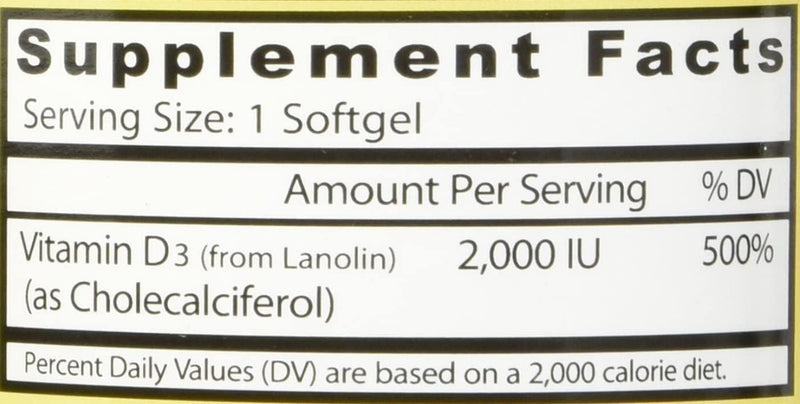 Supplement Facts
Serving Size: 1 Softgel
Amount Per Serving % DV
Vitamin D3 (from Lanolin) 2,000 IU 500%
(as Cholecalciferol)
Percent Daily Values (DV) are based on a 2,000 calorie diet.